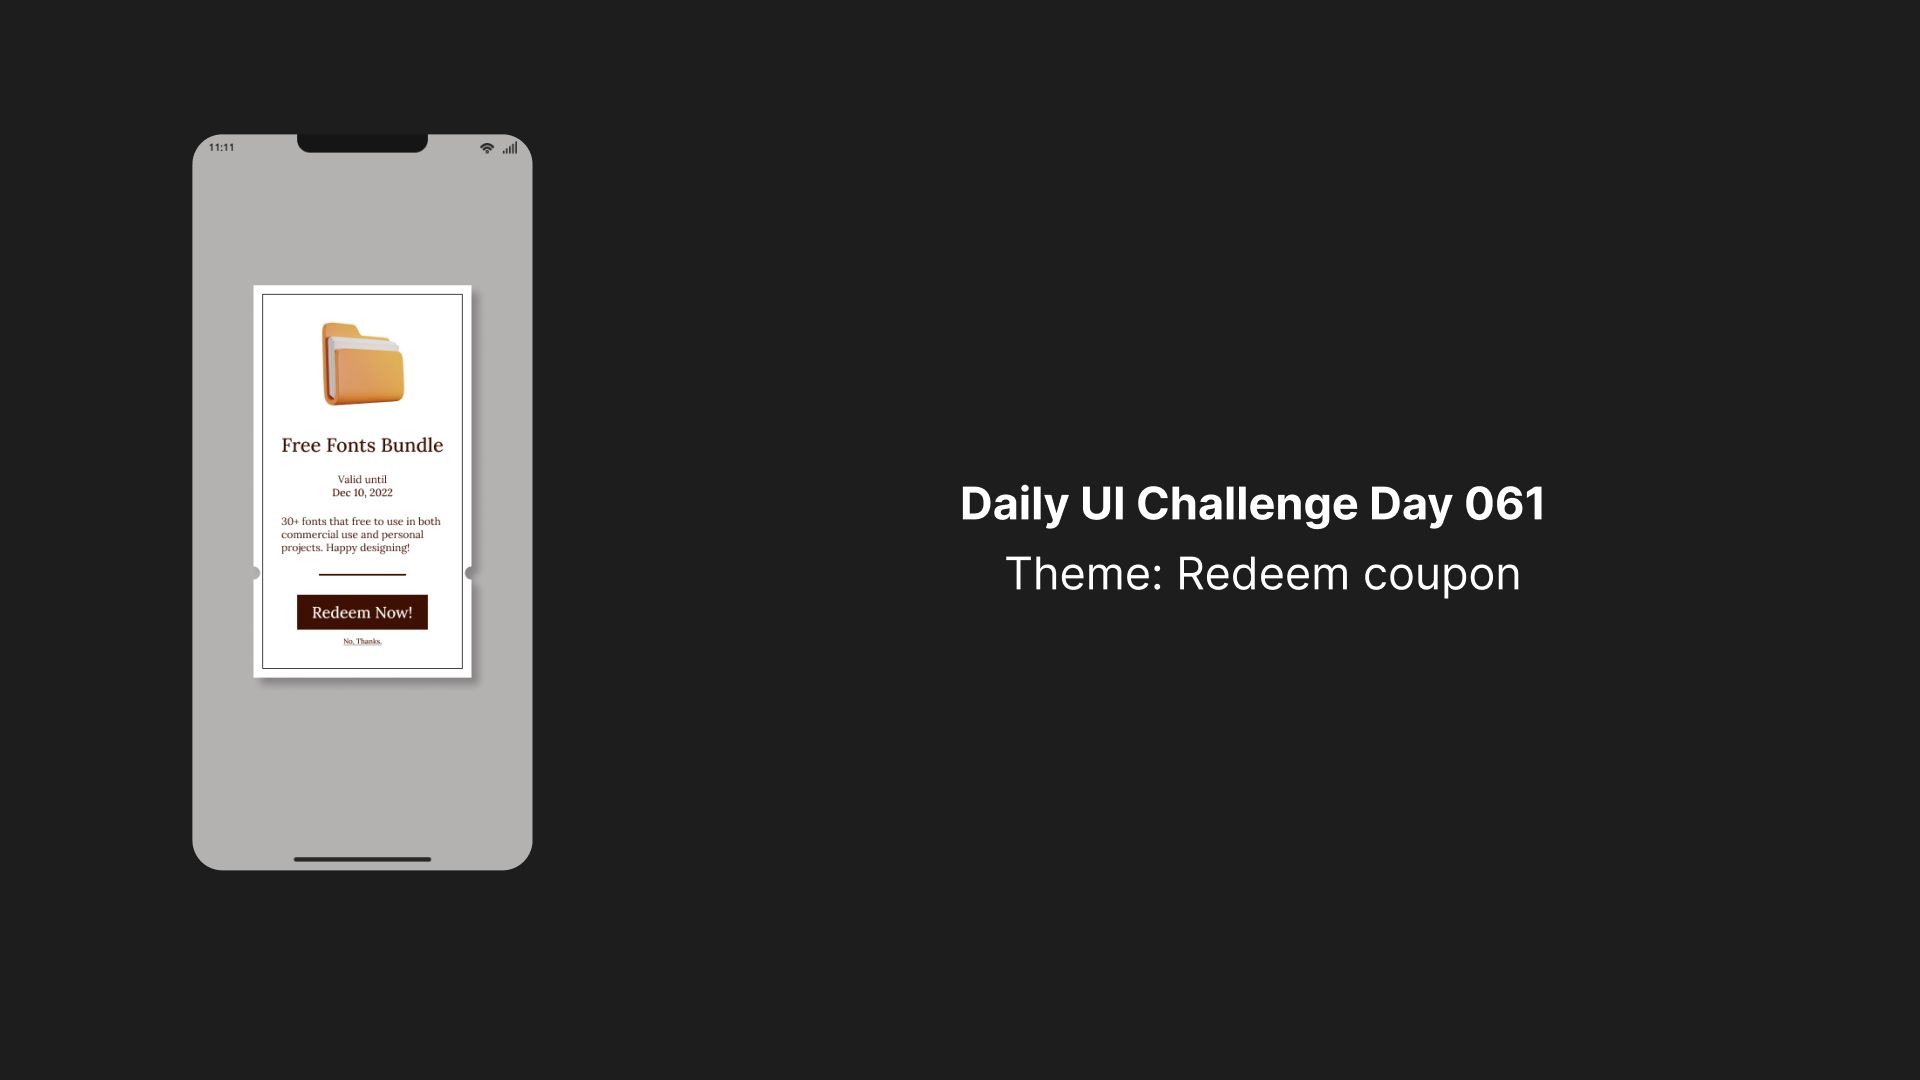 11:11
Free Fonts Bundle
Valid until
Dec 10, 2022
30+ fonts that free to use in both
commercial use and personal
projects. Happy designing!
Redeem Now!
No, Thanks.
Daily UI Challenge Day 061
Theme: Redeem coupon